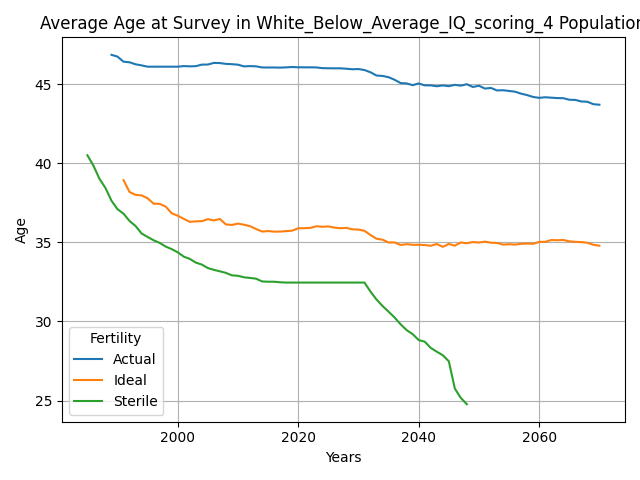 Average Age at Survey in White_Below_Average_IQ_scoring_4 Population
Age
45
40
35
30
25
Fertility
Actual
Ideal
Sterile
2000 2020 2040 2060
Years